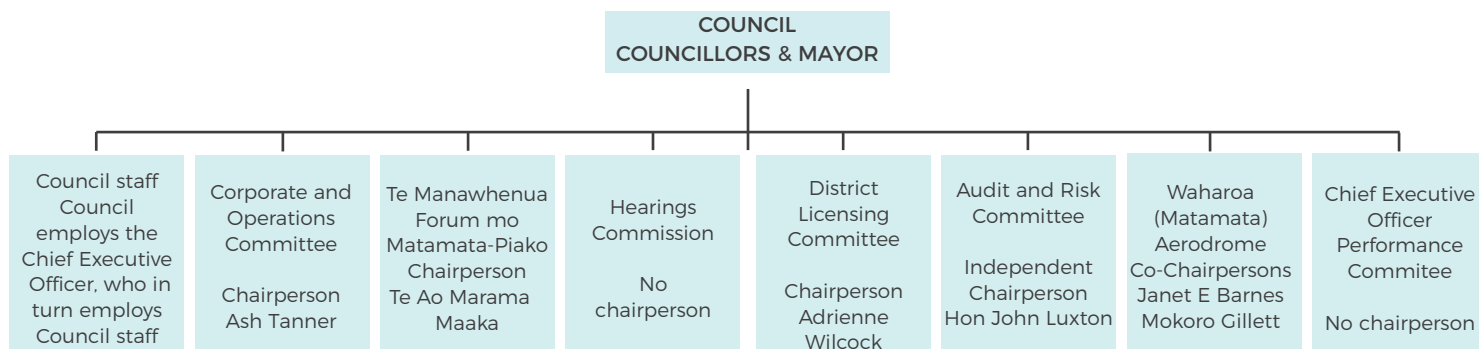 COUNCIL
COUNCILLORS & MAYOR
Council staff
Council
employs the
Chief Executive
Officer, who in
turn employs
Council staff
Corporate and
Operations
Committee
Chairperson
Ash Tanner
Te Manawhenua
Forum mo
Matamata-Piako
Chairperson
Te Ao Marama
Maaka
Hearings
Commission
No
chairperson
District
Licensing
Committee
Chairperson
Adrienne
Wilcock
Audit and Risk
Committee
Independent
Chairperson
Hon John Luxton
Waharoa
(Matamata)
Aerodrome
Co-Chairpersons
Janet E Barnes
Mokoro Gillett
Chief Executive
Officer
Performance
Commitee
No chairperson